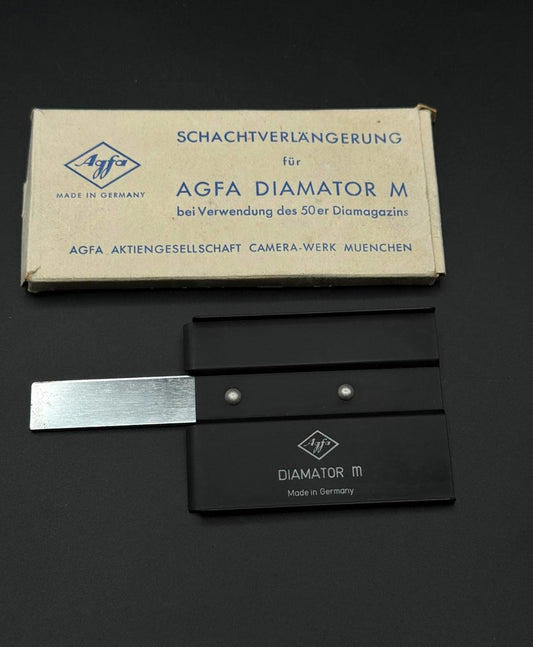 Agfa
MADE IN GERMANY
SCHACHTVERLÄNGERUNG
für
AGFA DIAMATOR M
bei Verwendung des 50er Diamagazins
AGFA AKTIENGESELLSCHAFT CAMERA-WERK MUENCHEN
Agfa
DIAMATOR m
Made in Germany